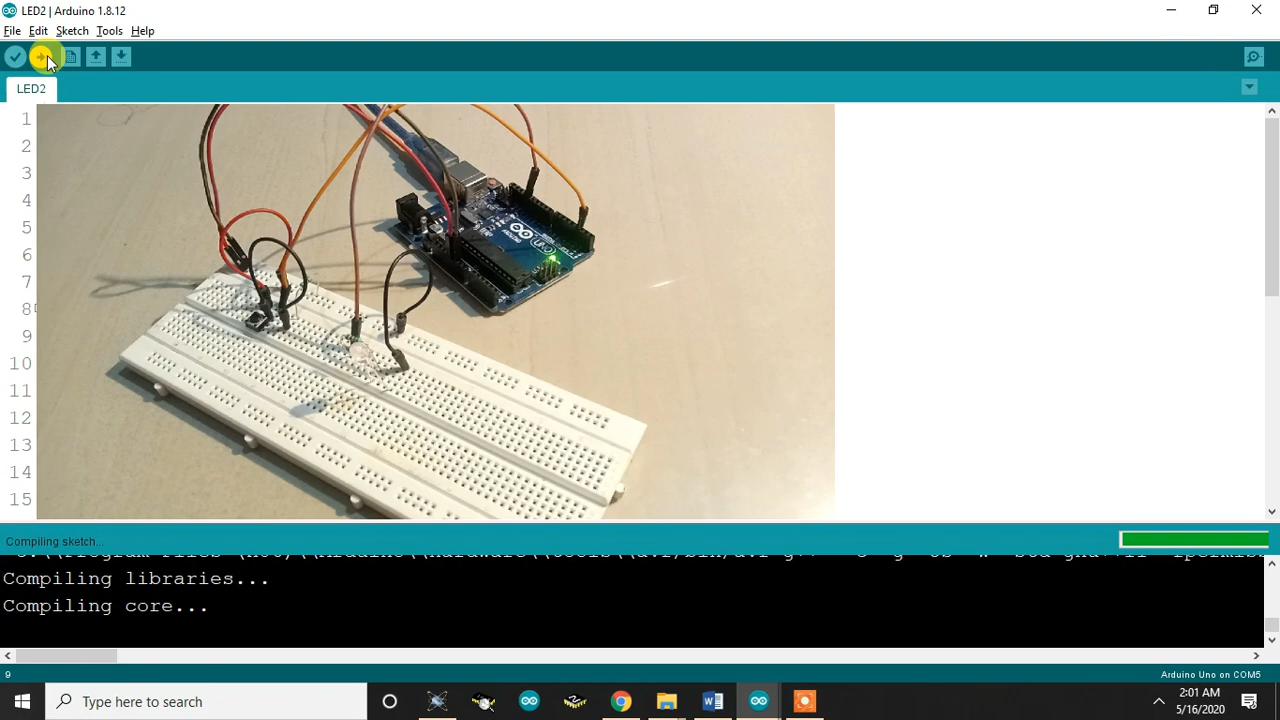 LED2 | Arduino 1.8.12
File Edit Sketch Tools Help
LED2
1
2
3
4
5
6
7
8
9
10
11
12
13
14
15
Compiling sketch...
Compiling libraries...
Compiling core...
9
Arduino Uno on COM5
Type here to search
2:01 AM
5/16/2020